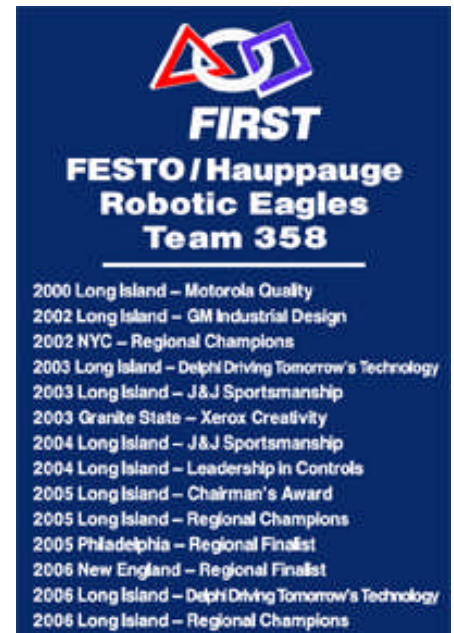 FIRST
FESTO/Hauppauge
Robotic Eagles
Team 358
2000 Long Island – Motorola Quality
2002 Long Island – GM Industrial Design
2002 NYC – Regional Champions
2003 Long Island – Delphi Driving Tomorrow's Technology
2003 Long Island – J&J Sportsmanship
2003 Granite State – Xerox Creativity
2004 Long Island – J&J Sportsmanship
2004 Long Island – Leadership in Controls
2005 Long Island – Chairman's Award
2005 Long Island – Regional Champions
2005 Philadelphia – Regional Finalist
2006 New England – Regional Finalist
2006 Long Island – Delphi Driving Tomorrow's Technology
2006 Long Island – Regional Champions